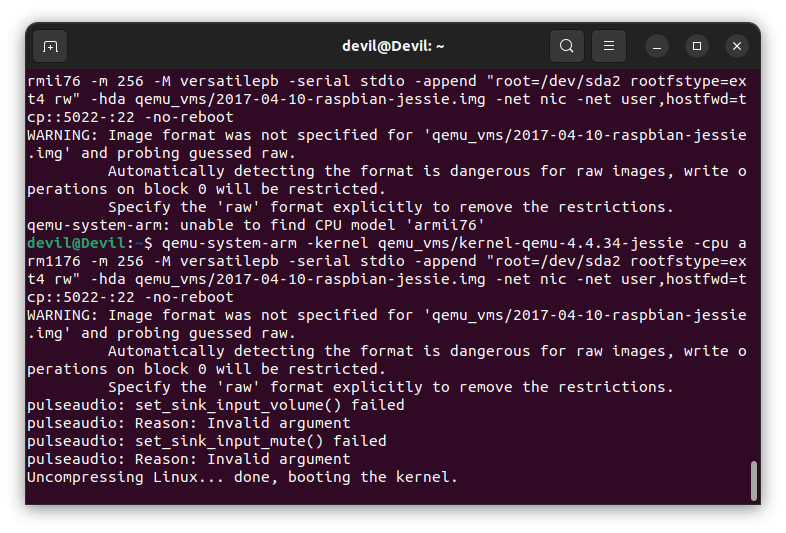 devil@Devil: ~
rmii76 -m 256 -M versatilepb -serial stdio -append "root=/dev/sda2 rootfstype=ex
t4 rw" -hda qemu_vms/2017-04-10-raspbian-jessie.img -net nic -net user,hostfwd=t
cp::5022-:22 -no-reboot
WARNING: Image format was not specified for 'qemu_vms/2017-04-10-raspbian-jessie
.img' and probing guessed raw.
         Automatically detecting the format is dangerous for raw images, write o
perations on block 0 will be restricted.
         Specify the 'raw' format explicitly to remove the restrictions.
qemu-system-arm: unable to find CPU model 'armii76'
devil@Devil:~$ qemu-system-arm -kernel qemu_vms/kernel-qemu-4.4.34-jessie -cpu a
rm1176 -m 256 -M versatilepb -serial stdio -append "root=/dev/sda2 rootfstype=ex
t4 rw" -hda qemu_vms/2017-04-10-raspbian-jessie.img -net nic -net user,hostfwd=t
cp::5022-:22 -no-reboot
WARNING: Image format was not specified for 'qemu_vms/2017-04-10-raspbian-jessie
.img' and probing guessed raw.
         Automatically detecting the format is dangerous for raw images, write o
perations on block 0 will be restricted.
         Specify the 'raw' format explicitly to remove the restrictions.
pulseaudio: set_sink_input_volume() failed
pulseaudio: Reason: Invalid argument
pulseaudio: set_sink_input_mute() failed
pulseaudio: Reason: Invalid argument
Uncompressing Linux... done, booting the kernel.